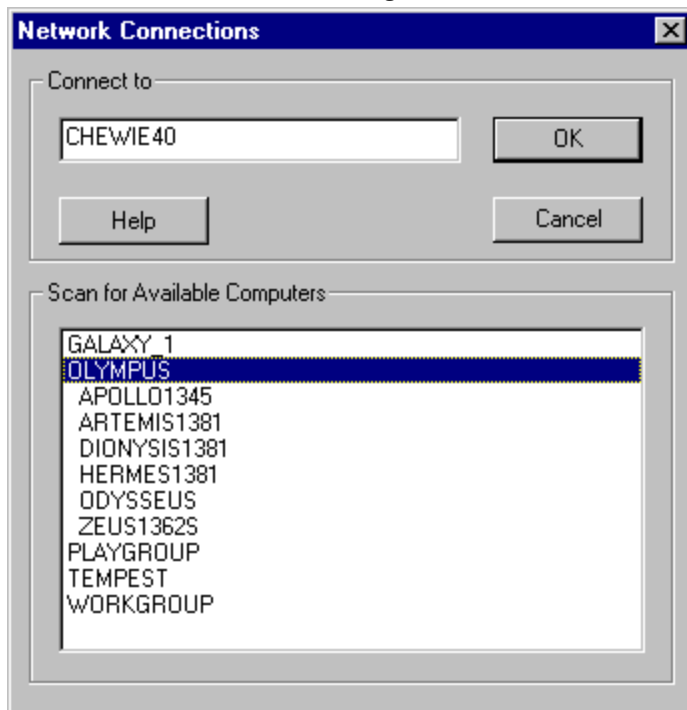 Network Connections
Connect to
CHEWIE40
OK
Help
Cancel
Scan for Available Computers
GALAXY_1
OLYMPUS
APOLLO1345
ARTEMIS1381
DIONYSIS1381
HERMES1381
ODYSSEUS
ZEUS1362S
PLAYGROUP
TEMPEST
WORKGROUP